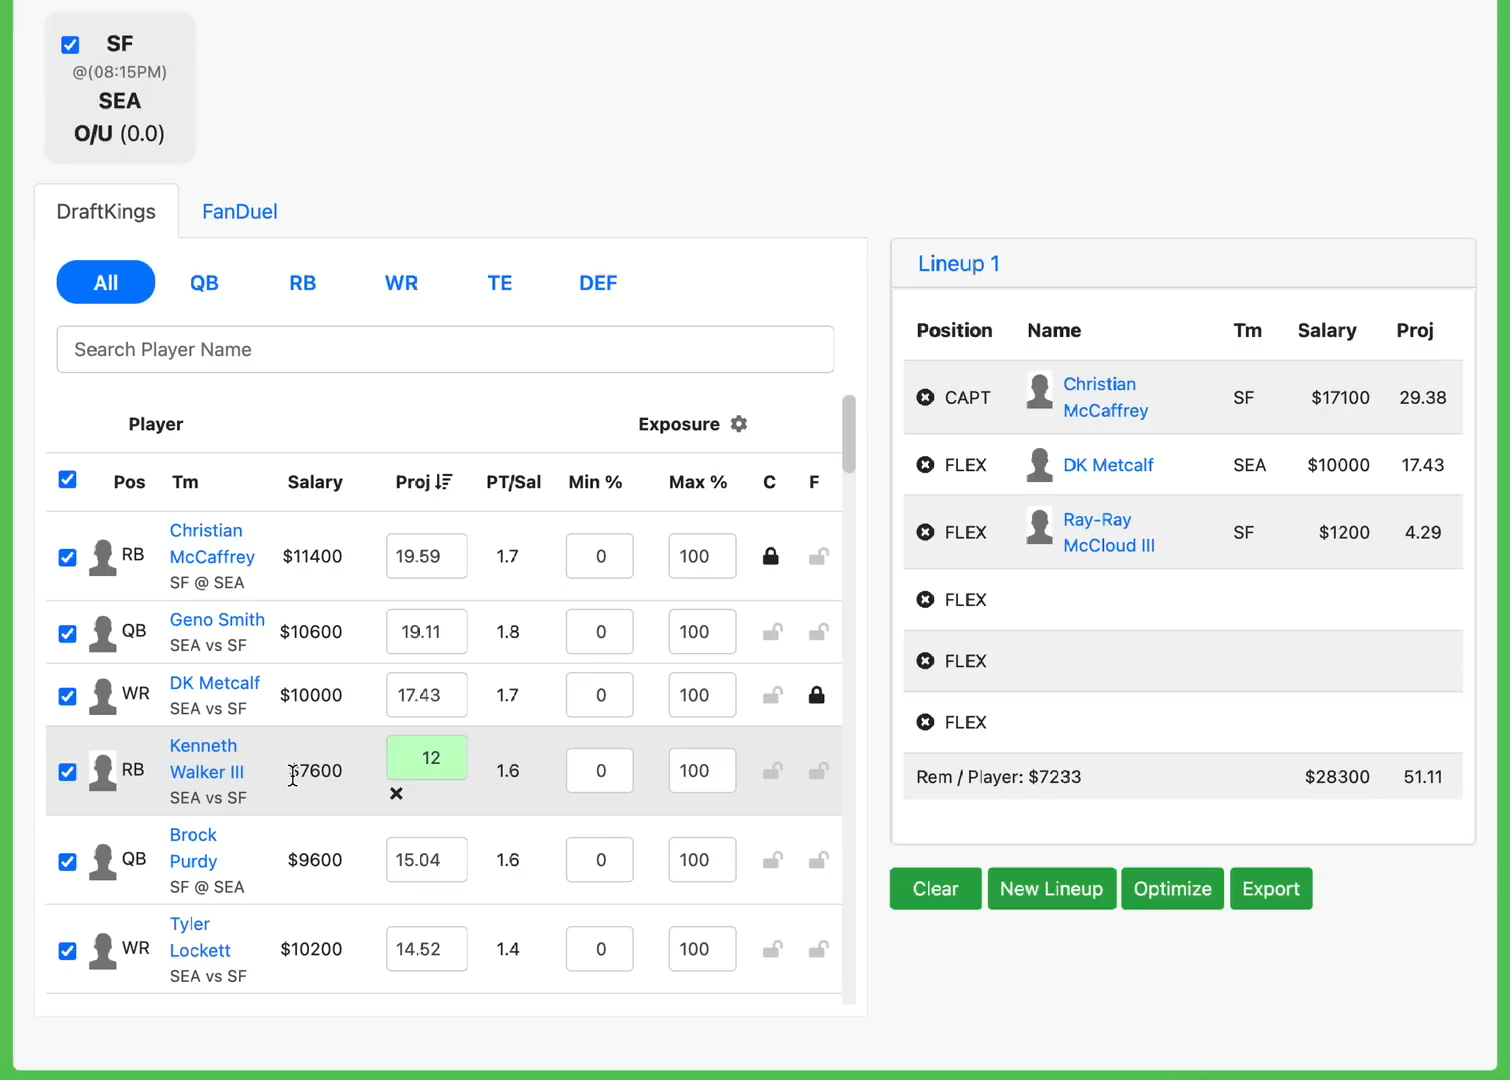 SF
@(08:15PM)
SEA
O/U (0.0)
DraftKings
FanDuel
All QB RB WR TE DEF
Search Player Name
Player Exposure
Pos Tm Salary Proj PT/Sal Min % Max % C F
RB
Christian
McCaffrey
SF @ SEA
$11400 19.59 1.7 0 100
QB
Geno Smith
SEA vs SF
$10600 19.11 1.8 0 100
WR
DK Metcalf
SEA vs SF
$10000 17.43 1.7 0 100
RB
Kenneth
Walker III
SEA vs SF
$7600 12 1.6 0 100
QB
Brock
Purdy
SF @ SEA
$9600 15.04 1.6 0 100
WR
Tyler
Lockett
SEA vs SF
$10200 14.52 1.4 0 100
Lineup 1
Position Name Tm Salary Proj
CAPT
Christian
McCaffrey
SF $17100 29.38
FLEX DK Metcalf SEA $10000 17.43
FLEX
Ray-Ray
McCloud III
SF $1200 4.29
FLEX
FLEX
FLEX
Rem / Player: $7233 $28300 51.11
Clear New Lineup Optimize Export